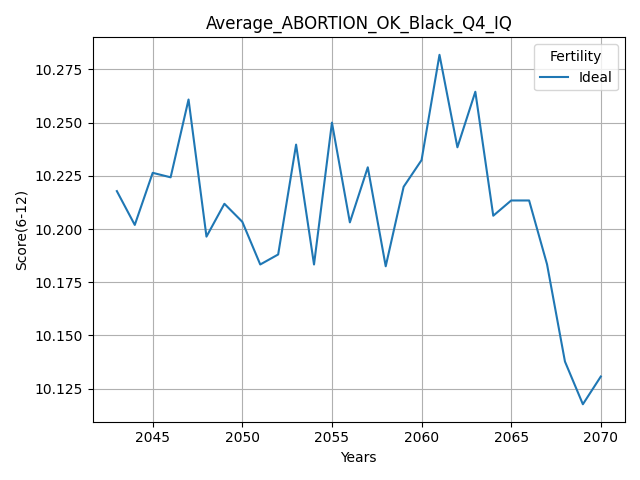 Average_ABORTION_OK_Black_Q4_IQ
Fertility
Ideal
10.275
10.250
10.225
10.200
10.175
10.150
10.125
Score(6-12)
2045 2050 2055 2060 2065 2070
Years